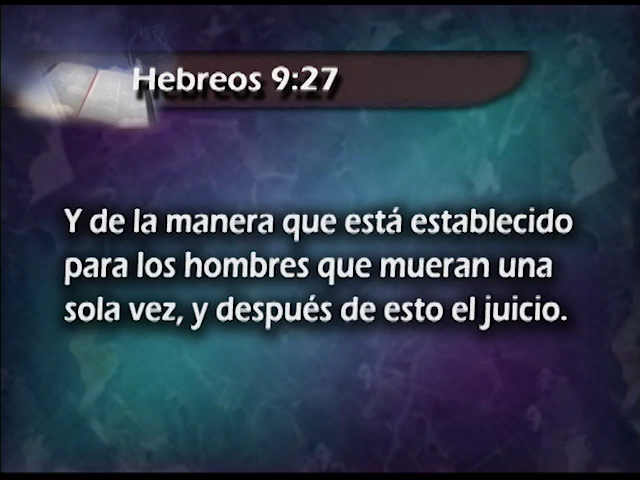 Hebreos 9:27
Y de la manera que está establecido
para los hombres que mueran una
sola vez, y después de esto el juicio.